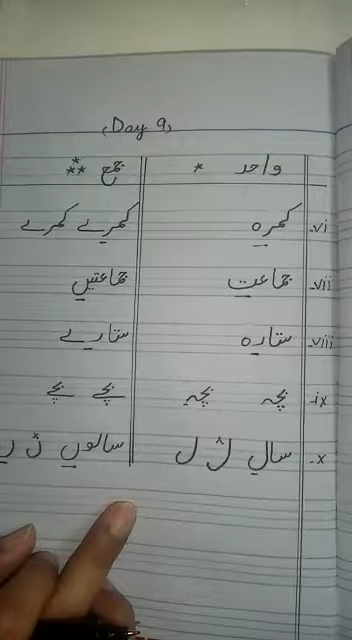 (Day 9)
واحد * جمع ***
vi. کمرہ کمرے کمرے
vii. جماعت جماعتیں
viii. ستارہ ستارے
ix. بچہ بچہ بچے بچے
x. سال ل ل سالوں ں ں